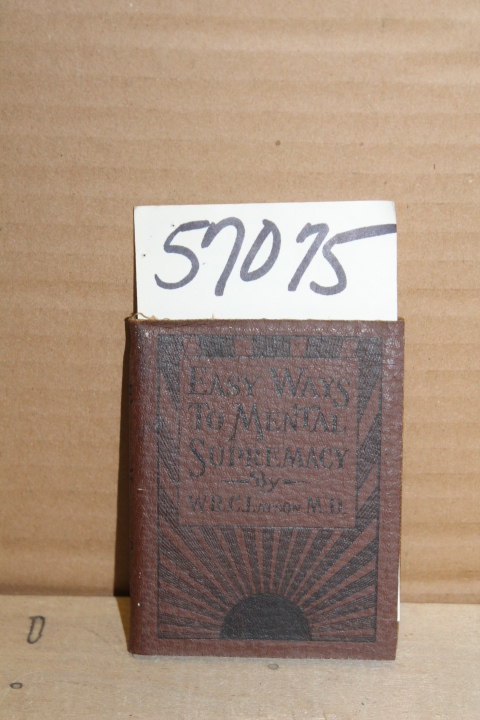 57075
EASY WAYS
TO MENTAL
SUPREMACY
By
W.R.C. LATSON M.D.
D